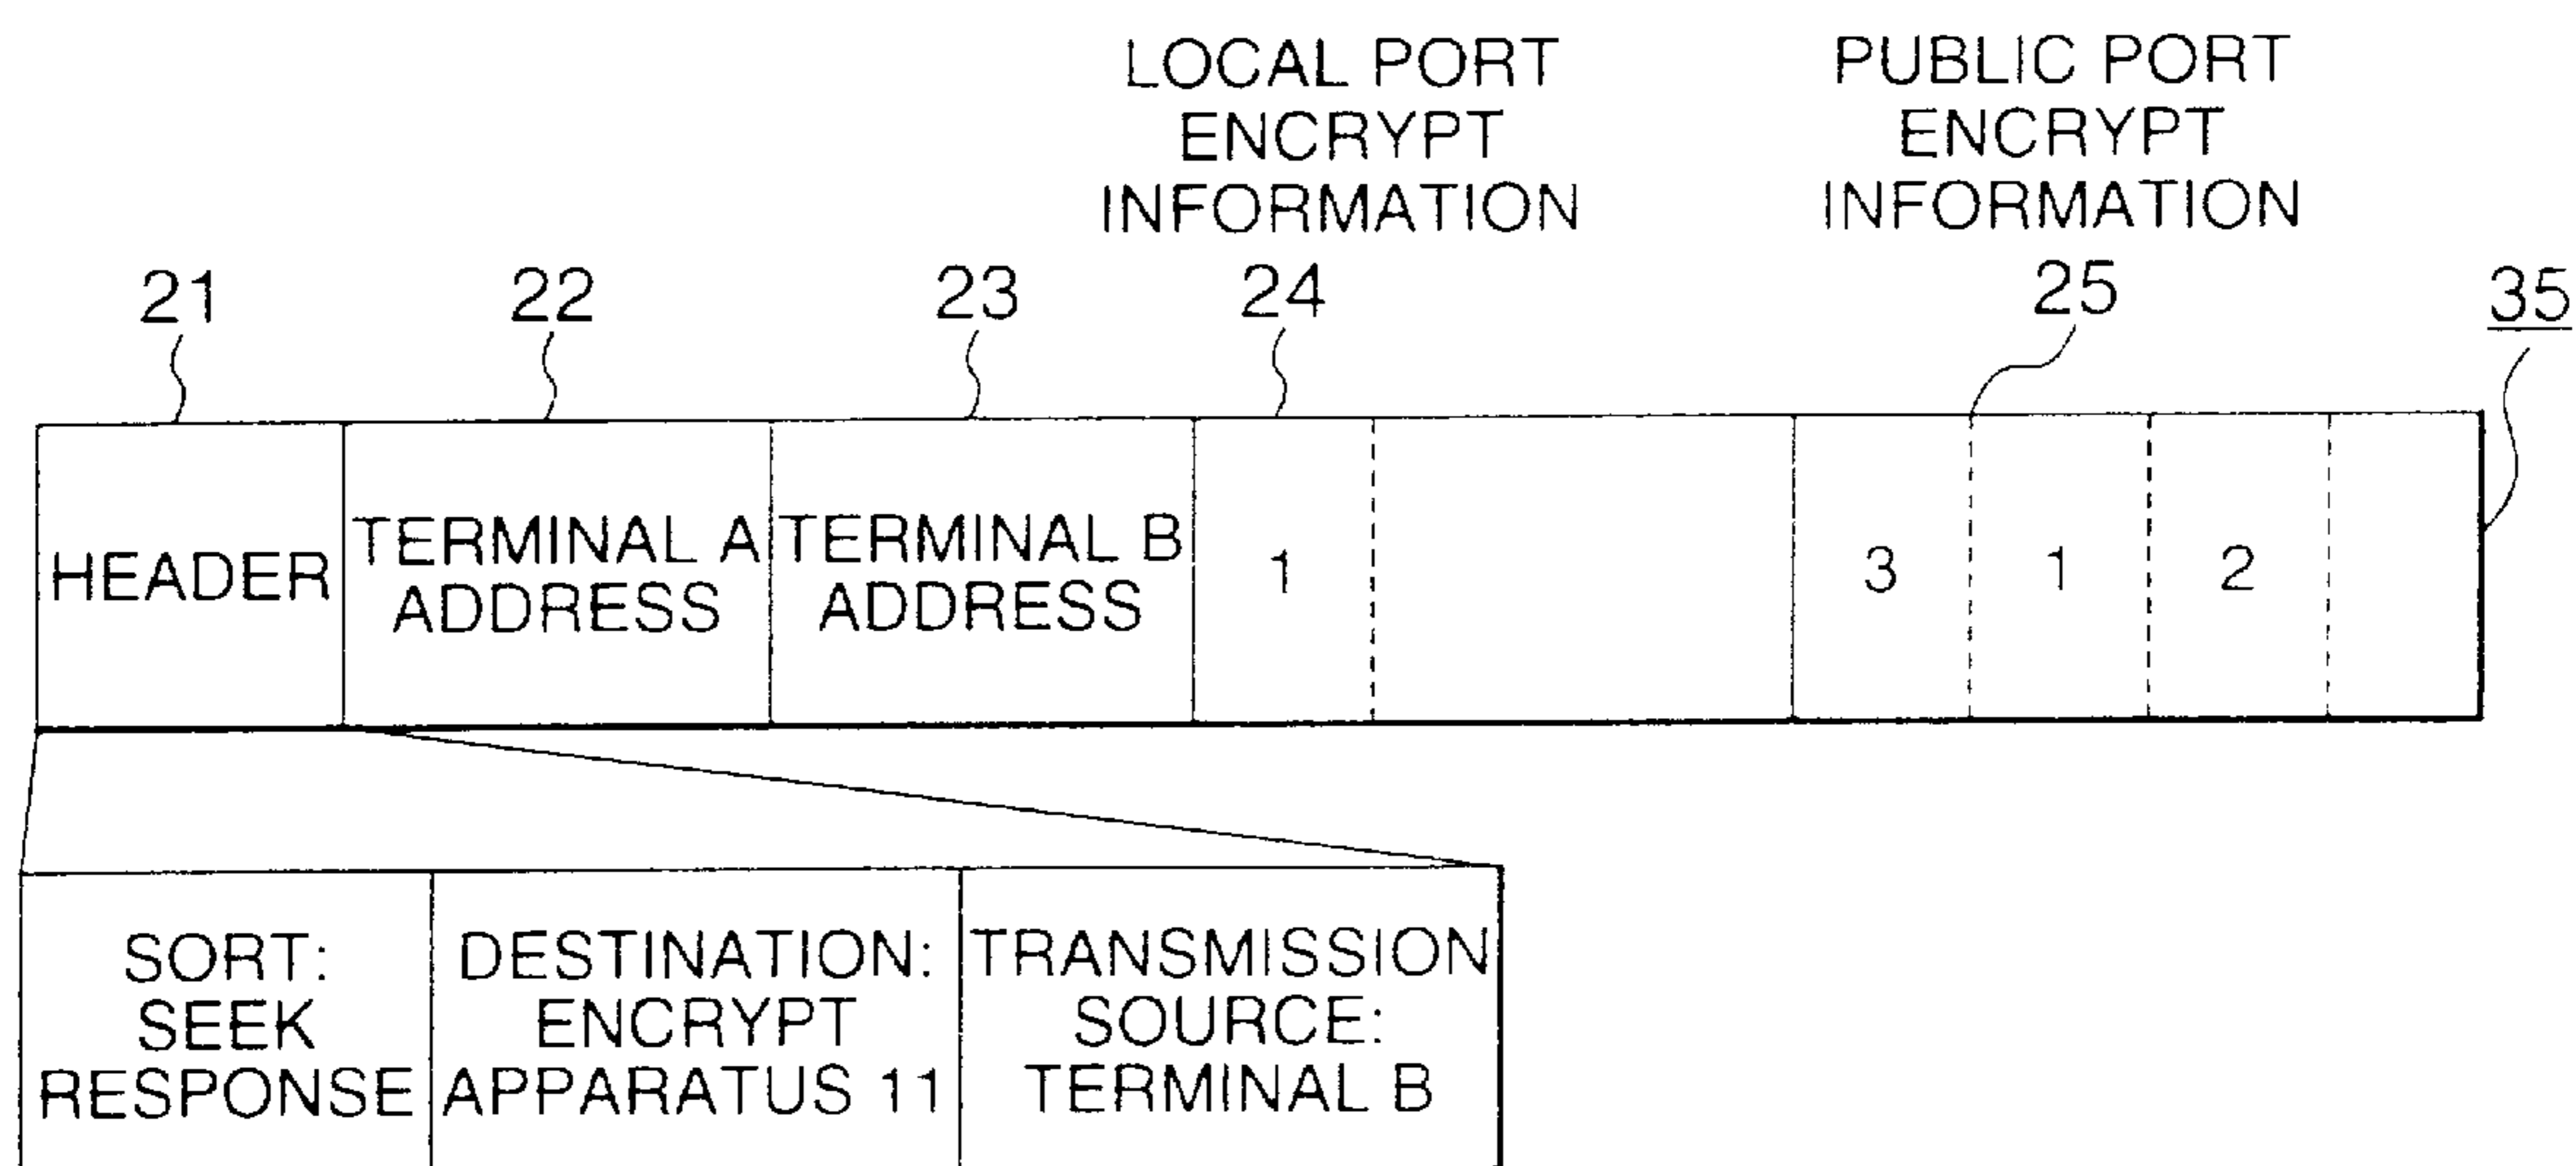 LOCAL PORT
ENCRYPT
INFORMATION
PUBLIC PORT
ENCRYPT
INFORMATION
21
22
23
24
25
35
HEADER
TERMINAL A
ADDRESS
TERMINAL B
ADDRESS
1
3
1
2
SORT:
SEEK
RESPONSE
DESTINATION:
ENCRYPT
APPARATUS 11
TRANSMISSION
SOURCE:
TERMINAL B